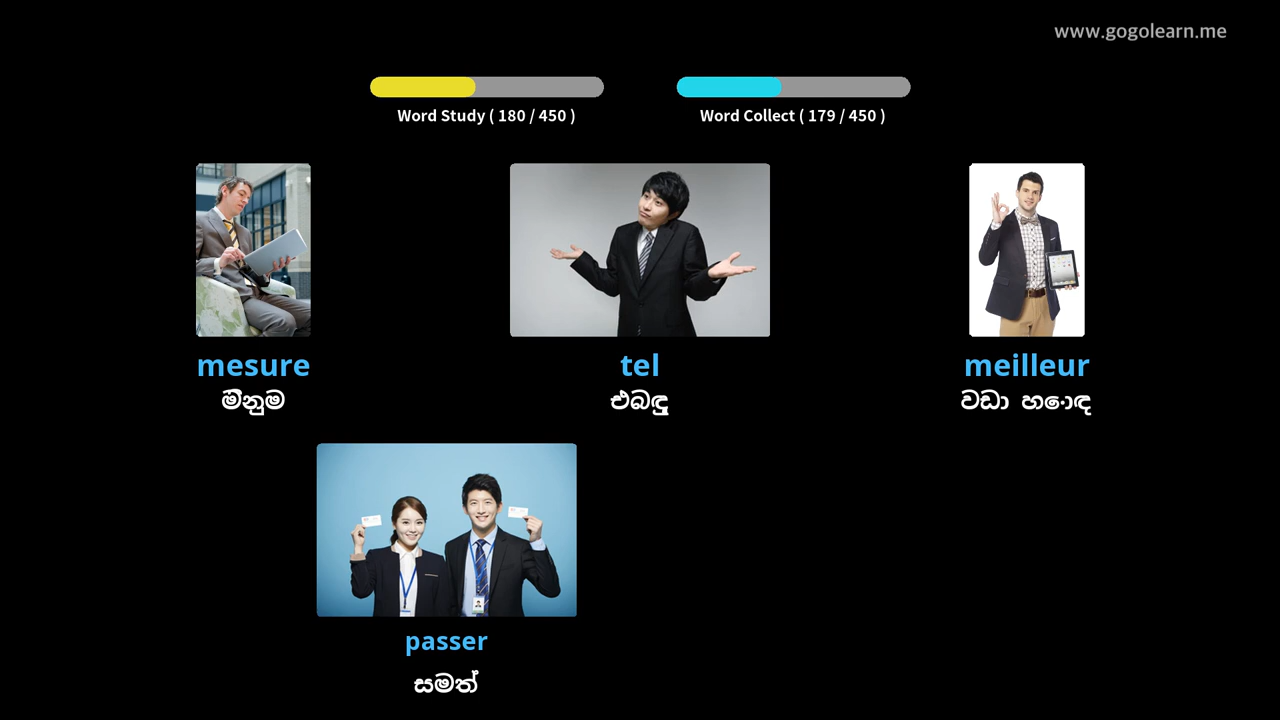 www.gogolearn.me
Word Study ( 180 / 450 )
Word Collect ( 179 / 450 )
mesure
මිනුම
tel
එබඳු
meilleur
වඩා හොඳ
passer
සමත්